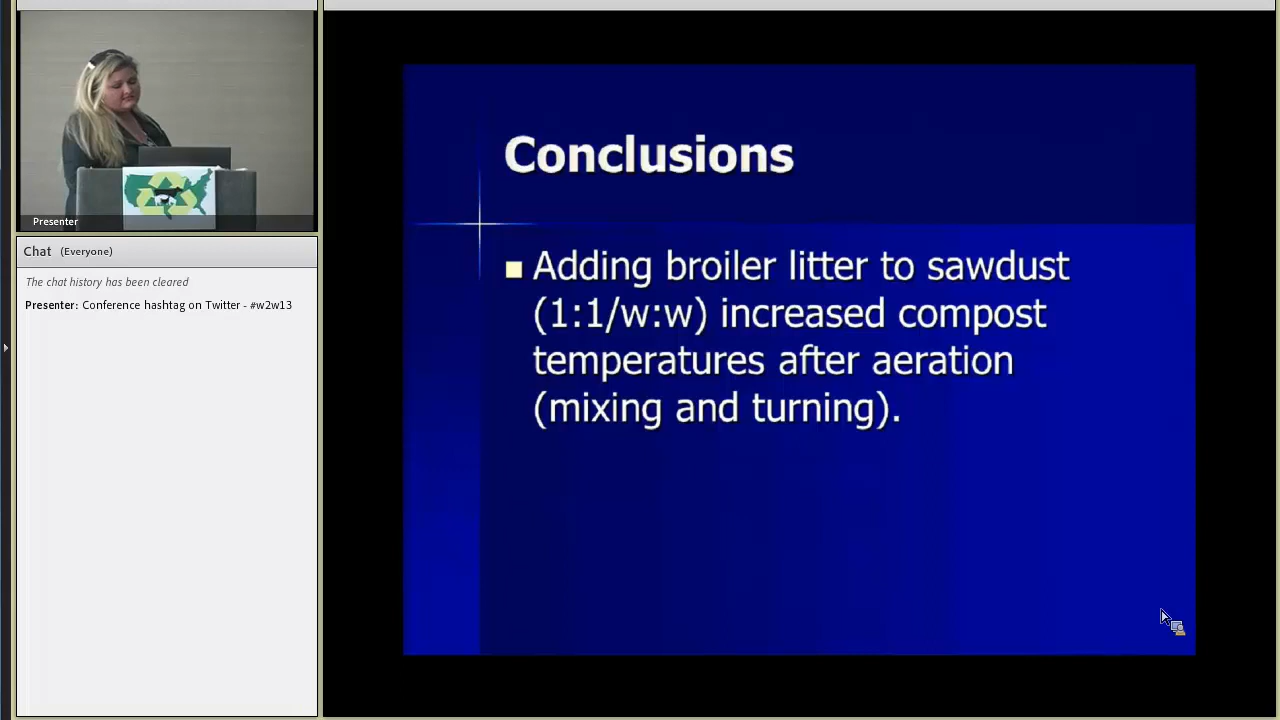 Presenter
Chat (Everyone)
The chat history has been cleared
Presenter: Conference hashtag on Twitter - #w2w13
Conclusions
Adding broiler litter to sawdust
(1:1/w:w) increased compost
temperatures after aeration
(mixing and turning).